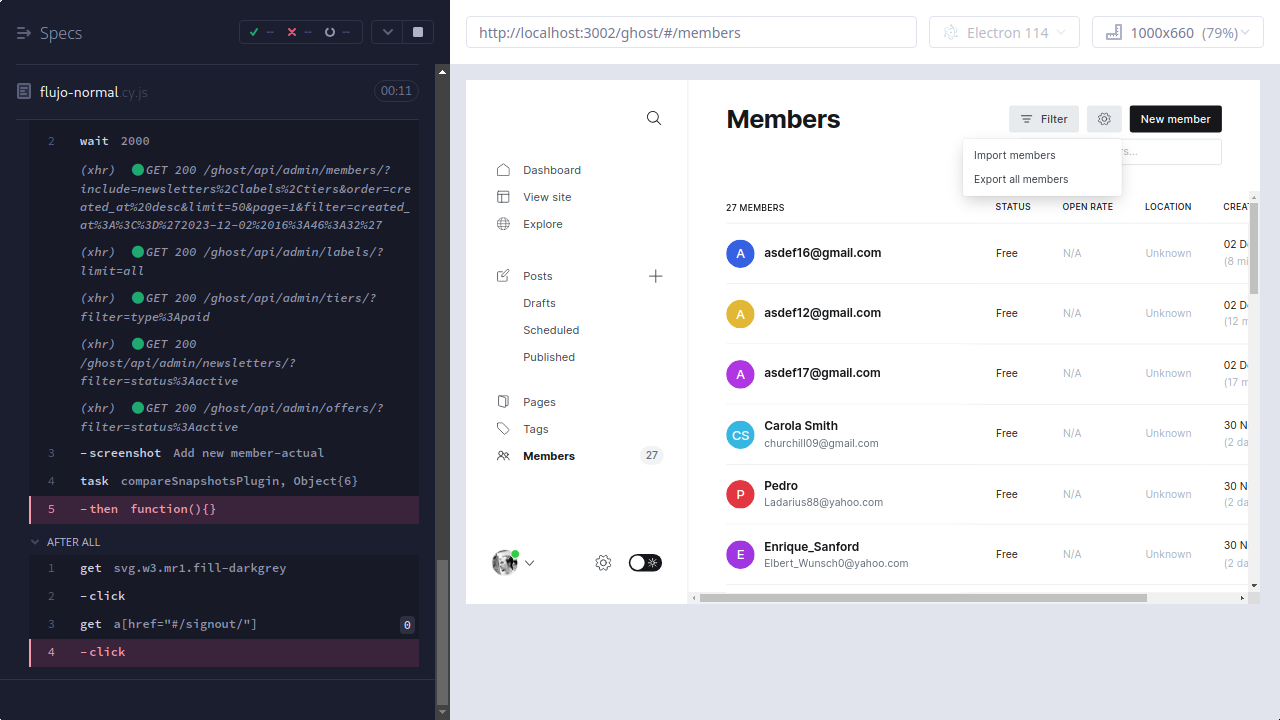 Specs
--
--
--
flujo-normal.cy.js
00:11
2 wait 2000
(xhr) GET 200 /ghost/api/admin/members/?
include=newsletters%2Clabels%2Ctiers&order=cre
ated_at%20desc&limit=50&page=1&filter=created_
at%3A%3C%3D%272023-12-02%2016%3A46%3A32%27
(xhr) GET 200 /ghost/api/admin/labels/?
limit=all
(xhr) GET 200 /ghost/api/admin/tiers/?
filter=type%3Apaid
(xhr) GET 200
/ghost/api/admin/newsletters/?
filter=status%3Aactive
(xhr) GET 200 /ghost/api/admin/offers/?
filter=status%3Aactive
3 -screenshot Add new member-actual
4 task compareSnapshotsPlugin, Object{6}
5 -then function(){}
AFTER ALL
1 get svg.w3.mr1.fill-darkgrey
2 -click
3 get a[href="#/signout/"] 0
4 -click
http://localhost:3002/ghost/#/members
Electron 114
1000x660 (79%)
Dashboard
View site
Explore
Posts
Drafts
Scheduled
Published
Pages
Tags
Members 27
Members
Filter
New member
Import members
Export all members
s...
27 MEMBERS STATUS OPEN RATE LOCATION CREA
A asdef16@gmail.com Free N/A Unknown 02 D
(8 mi
A asdef12@gmail.com Free N/A Unknown 02 D
(12 m
A asdef17@gmail.com Free N/A Unknown 02 D
(17 m
CS Carola Smith Free N/A Unknown 30 N
churchill09@gmail.com (2 da
P Pedro Free N/A Unknown 30 N
Ladarius88@yahoo.com (2 da
E Enrique_Sanford Free N/A Unknown 30 N
Elbert_Wunsch0@yahoo.com (2 da